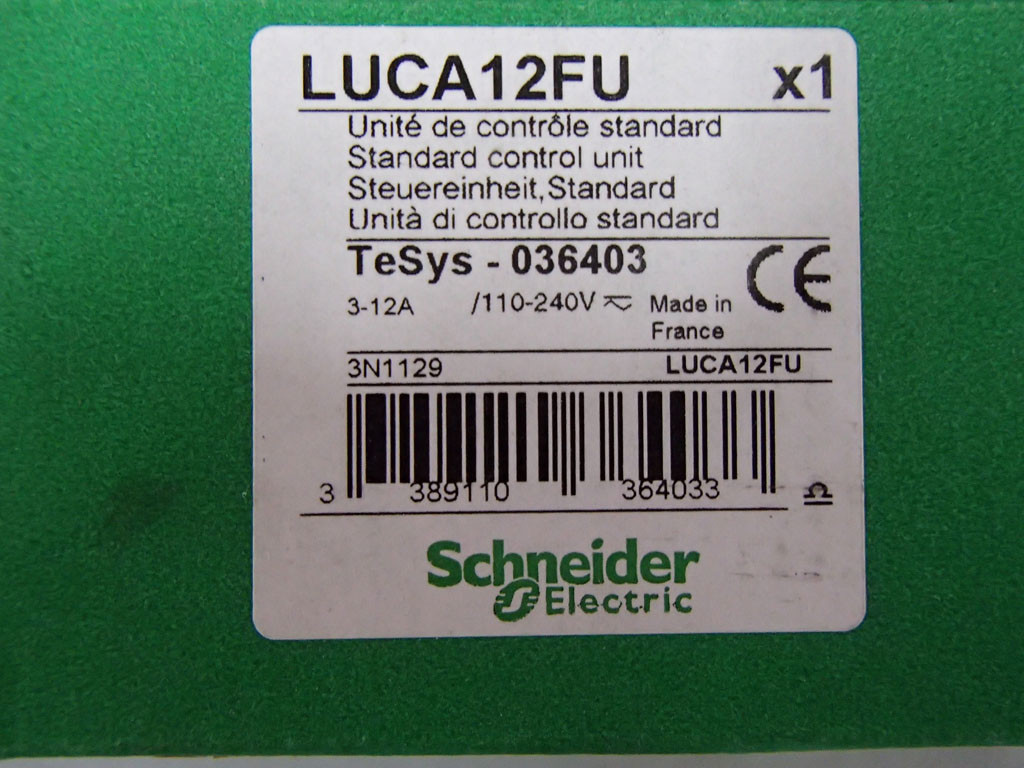 LUCA12FU x1
Unité de contrôle standard
Standard control unit
Steuereinheit, Standard
Unità di controllo standard
TeSys - 036403
3-12A /110-240V Made in
France
CE
3N1129 LUCA12FU
3 389110 364033
Schneider
Electric